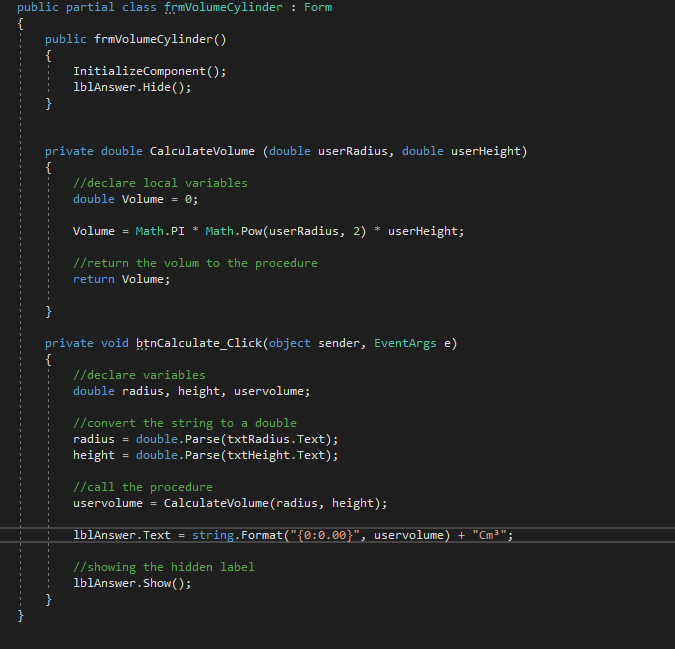 public partial class frmVolumeCylinder : Form
{
public frmVolumeCylinder()
{
InitializeComponent();
lblAnswer.Hide();
}
private double CalculateVolume (double userRadius, double userHeight)
{
//declare local variables
double Volume = 0;
Volume = Math.PI * Math.Pow(userRadius, 2) * userHeight;
//return the volum to the procedure
return Volume;
}
private void btnCalculate_Click(object sender, EventArgs e)
{
//declare variables
double radius, height, uservolume;
//convert the string to a double
radius = double.Parse(txtRadius.Text);
height = double.Parse(txtHeight.Text);
//call the procedure
uservolume = CalculateVolume(radius, height);
lblAnswer.Text = string.Format("{0:0.00}", uservolume) + "Cm³";
//showing the hidden label
lblAnswer.Show();
}
}